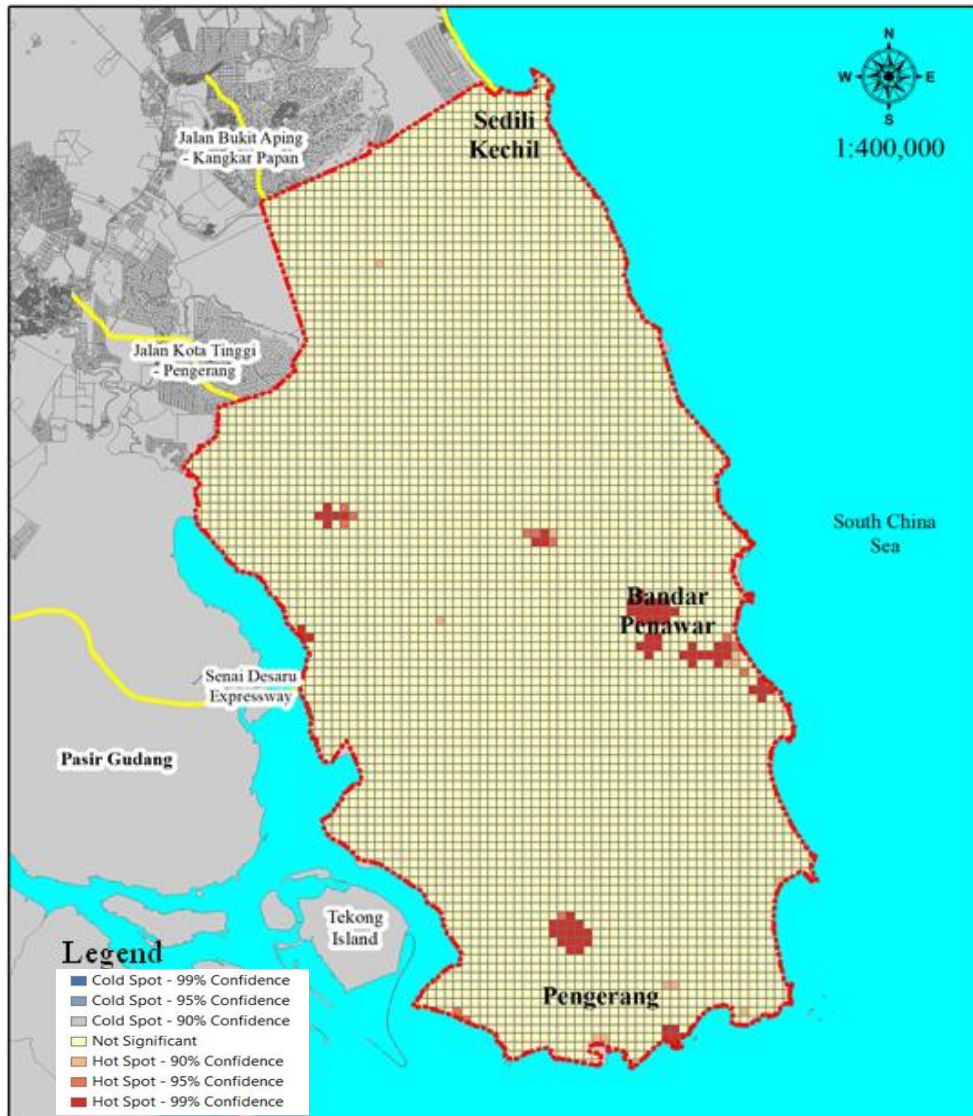 N
W E
S
1:400,000
Sedili
Kechil
Jalan Bukit Aping
- Kangkar Papan
Jalan Kota Tinggi
- Pengerang
South China
Sea
Bandar
Penawar
Senai Desaru
Expressway
Pasir Gudang
Tekong
Island
Pengerang
Legend
Cold Spot - 99% Confidence
Cold Spot - 95% Confidence
Cold Spot - 90% Confidence
Not Significant
Hot Spot - 90% Confidence
Hot Spot - 95% Confidence
Hot Spot - 99% Confidence